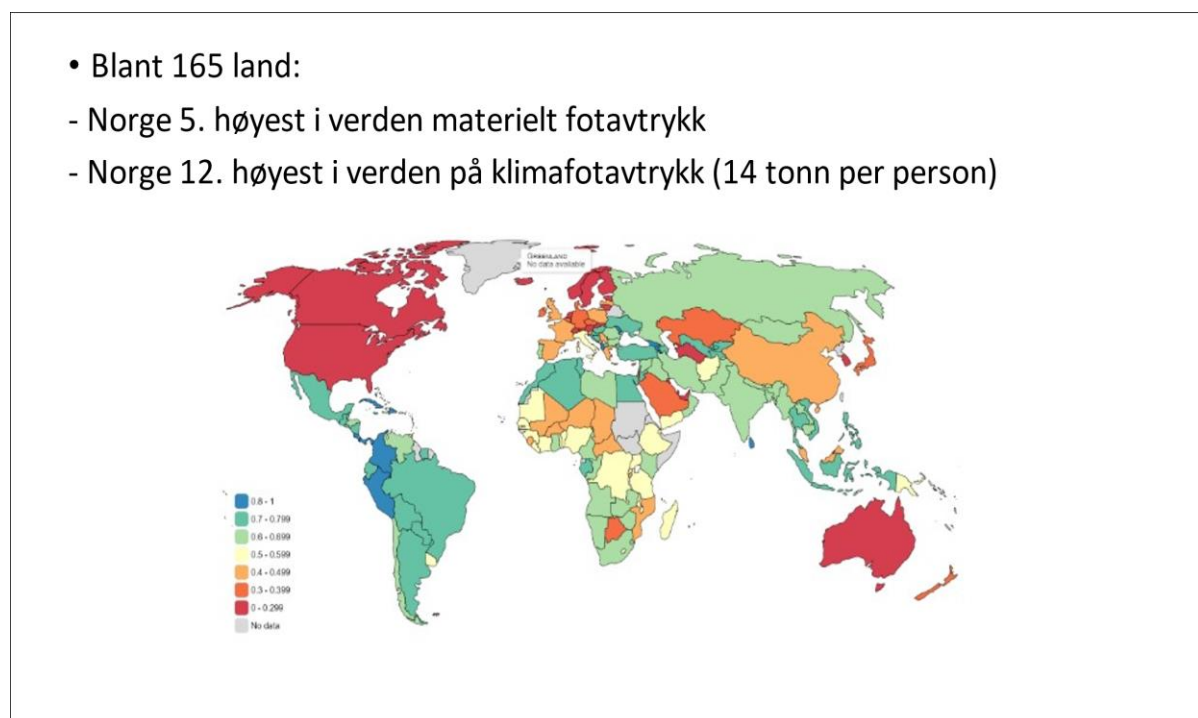 • Blant 165 land:
- Norge 5. høyest i verden materielt fotavtrykk
- Norge 12. høyest i verden på klimafotavtrykk (14 tonn per person)
GREENLAND
No data available
0.8 - 1
0.7 - 0.799
0.6 - 0.699
0.5 - 0.599
0.4 - 0.499
0.3 - 0.399
0 - 0.299
No data